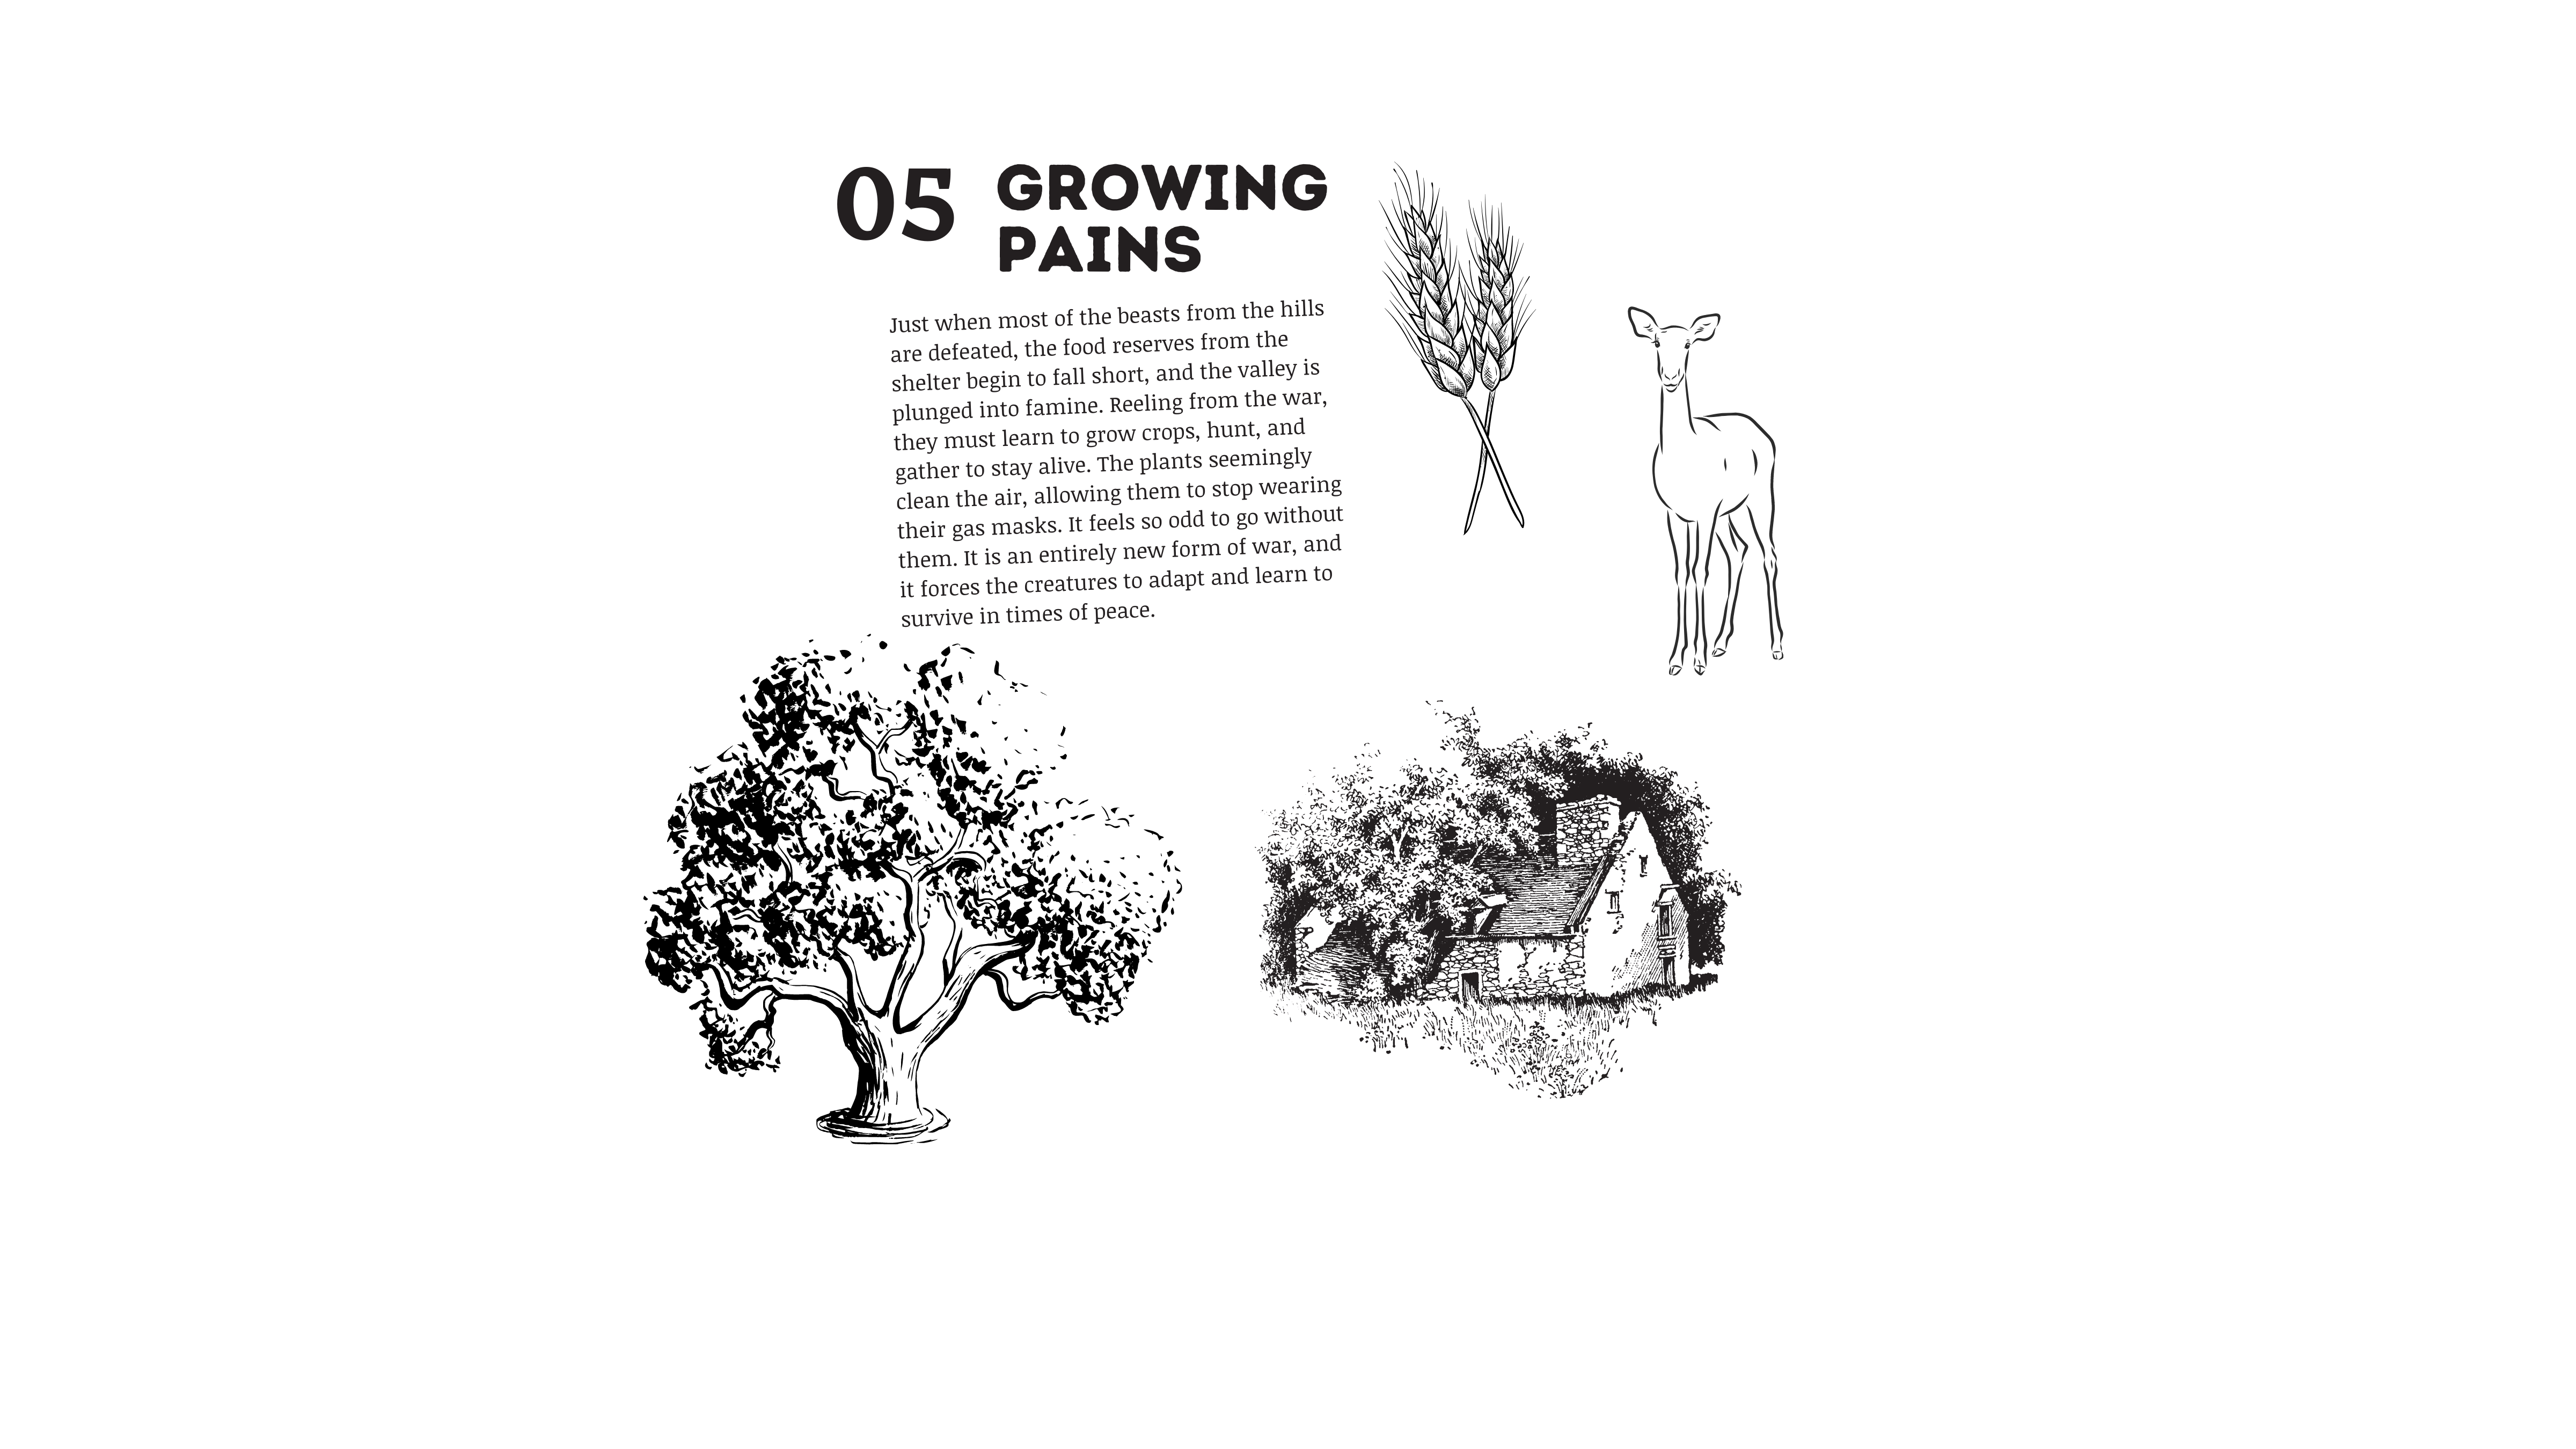 05
GROWING
PAINS
Just when most of the beasts from the hills
are defeated, the food reserves from the
shelter begin to fall short, and the valley is
plunged into famine. Reeling from the war,
they must learn to grow crops, hunt, and
gather to stay alive. The plants seemingly
clean the air, allowing them to stop wearing
their gas masks. It feels so odd to go without
them. It is an entirely new form of war, and
it forces the creatures to adapt and learn to
survive in times of peace.